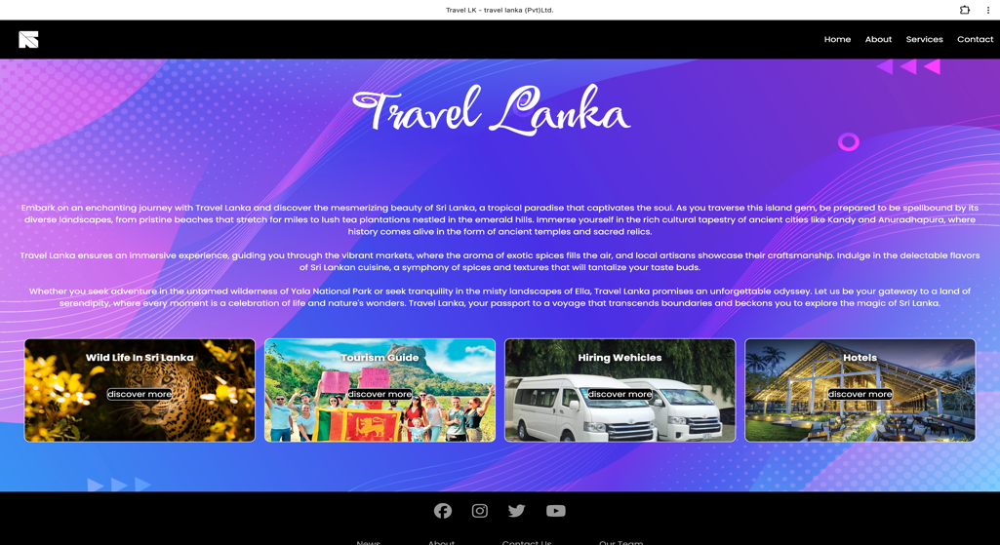 Travel LK - travel lanka (Pvt)Ltd.
Home About Services Contact
Travel Lanka
Embark on an enchanting journey with Travel Lanka and discover the mesmerizing beauty of Sri Lanka, a tropical paradise that captivates the soul. As you traverse this island gem, be prepared to be spellbound by its
diverse landscapes, from pristine beaches that stretch for miles to lush tea plantations nestled in the emerald hills. Immerse yourself in the rich cultural tapestry of ancient cities like Kandy and Anuradhapura, where
history comes alive in the form of ancient temples and sacred relics.
Travel Lanka ensures an immersive experience, guiding you through the vibrant markets, where the aroma of exotic spices fills the air, and local artisans showcase their craftsmanship. Indulge in the delectable flavors
of Sri Lankan cuisine, a symphony of spices and textures that will tantalize your taste buds.
Whether you seek adventure in the untamed wilderness of Yala National Park or seek tranquility in the misty landscapes of Ella, Travel Lanka promises an unforgettable odyssey. Let us be your gateway to a land of
serendipity, where every moment is a celebration of life and nature's wonders. Travel Lanka, your passport to a voyage that transcends boundaries and beckons you to explore the magic of Sri Lanka.
Wild Life In Sri Lanka
discover more
Tourism Guide
discover more
Hiring Wehicles
discover more
Hotels
discover more
News About Contact Us Our Team